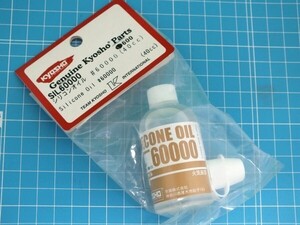 KYOSHO
Genuine Kyosho Parts
SIL60000 600
シリコンオイル #60000 (40cc)
Silicone Oil #60000 (40cc)
TEAM KYOSHO INTERNATIONAL
CONE OIL
60000